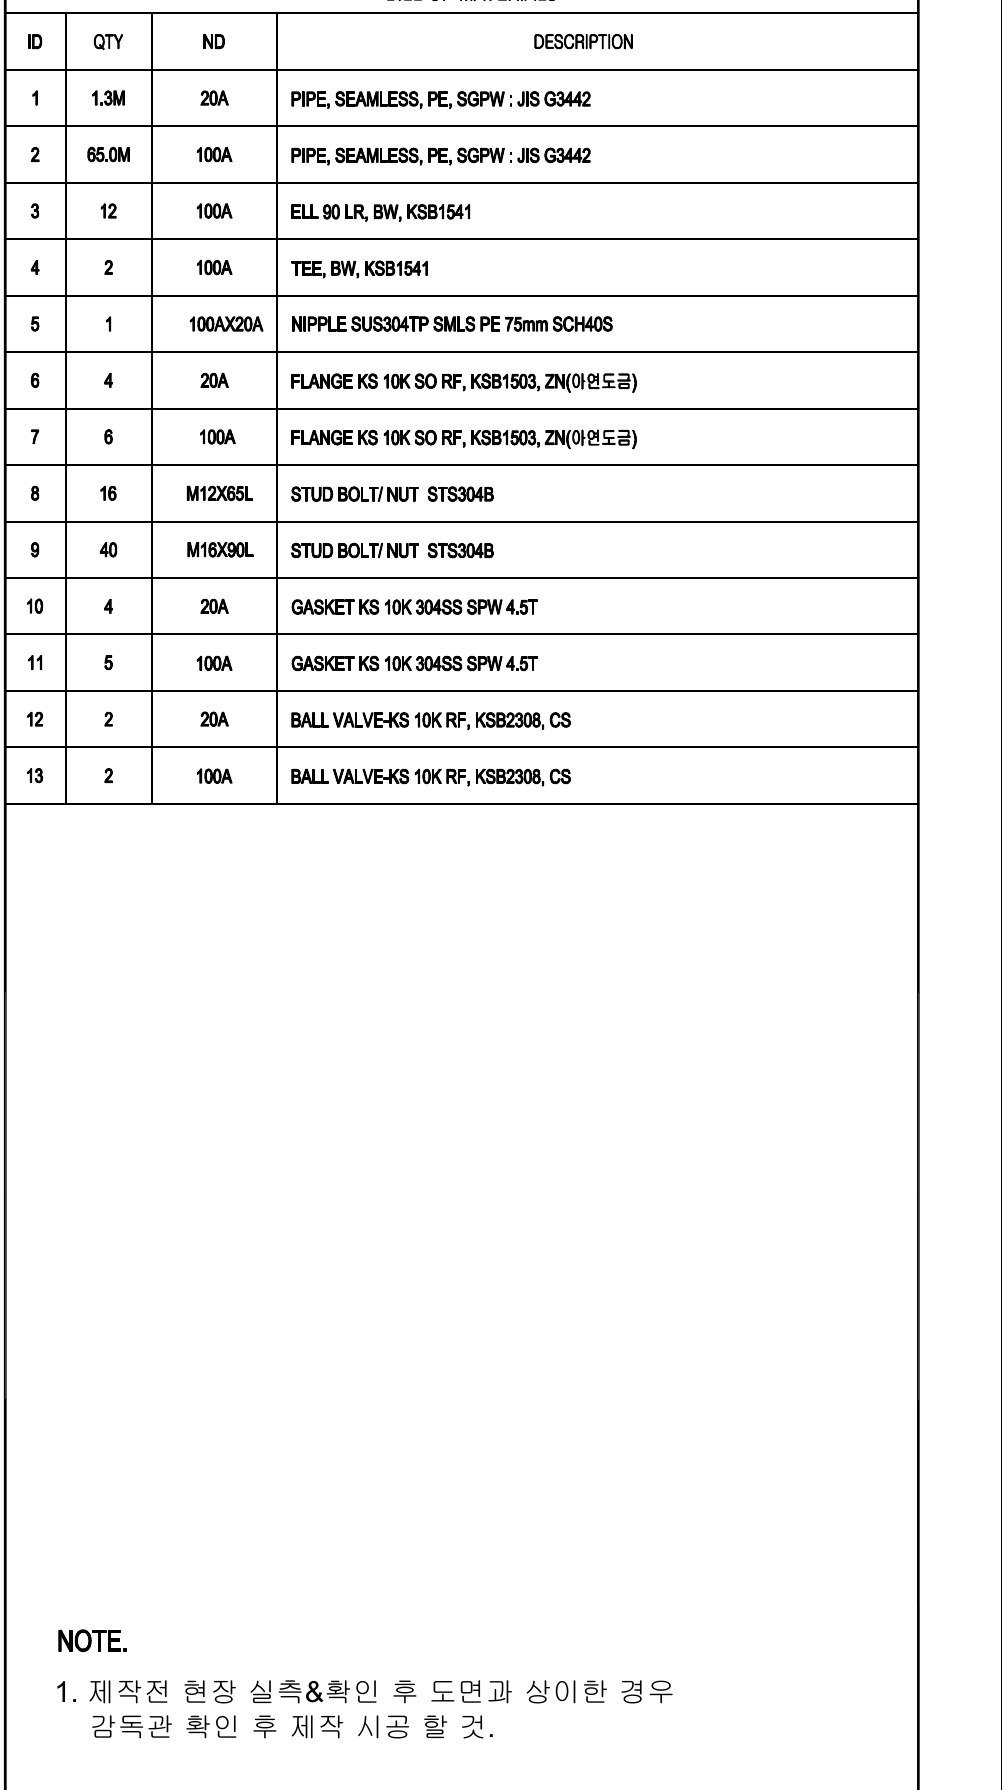 ID QTY ND DESCRIPTION
1 1.3M 20A PIPE, SEAMLESS, PE, SGPW : JIS G3442
2 65.0M 100A PIPE, SEAMLESS, PE, SGPW : JIS G3442
3 12 100A ELL 90 LR, BW, KSB1541
4 2 100A TEE, BW, KSB1541
5 1 100AX20A NIPPLE SUS304TP SMLS PE 75mm SCH40S
6 4 20A FLANGE KS 10K SO RF, KSB1503, ZN(아연도금)
7 6 100A FLANGE KS 10K SO RF, KSB1503, ZN(아연도금)
8 16 M12X65L STUD BOLT/ NUT STS304B
9 40 M16X90L STUD BOLT/ NUT STS304B
10 4 20A GASKET KS 10K 304SS SPW 4.5T
11 5 100A GASKET KS 10K 304SS SPW 4.5T
12 2 20A BALL VALVE-KS 10K RF, KSB2308, CS
13 2 100A BALL VALVE-KS 10K RF, KSB2308, CS
NOTE.
1. 제작전 현장 실측&확인 후 도면과 상이한 경우
감독관 확인 후 제작 시공 할 것.